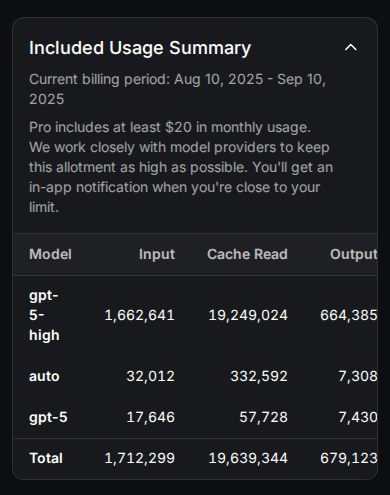 Included Usage Summary
Current billing period: Aug 10, 2025 - Sep 10,
2025
Pro includes at least $20 in monthly usage.
We work closely with model providers to keep
this allotment as high as possible. You'll get an
in-app notification when you're close to your
limit.
Model Input Cache Read Output
gpt-
5-
high 1,662,641 19,249,024 664,385
auto 32,012 332,592 7,308
gpt-5 17,646 57,728 7,430
Total 1,712,299 19,639,344 679,123